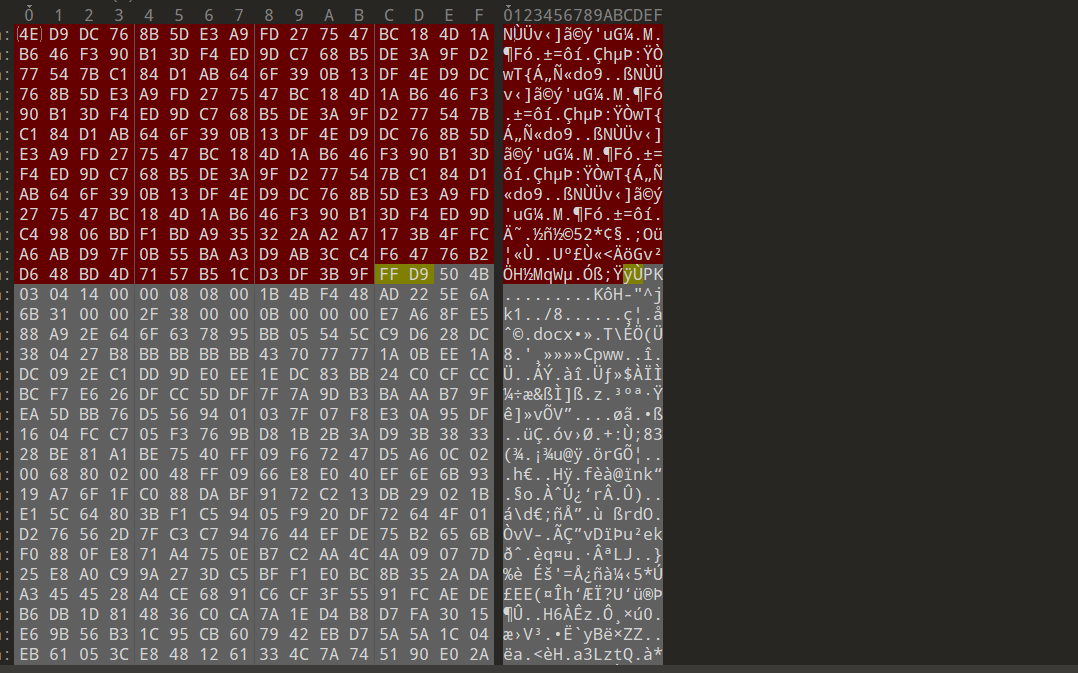 0 1 2 3 4 5 6 7 8 9 A B C D E F 0123456789ABCDEF
4E D9 DC 76 8B 5D E3 A9 FD 27 75 47 BC 18 4D 1A NÙÜv‹]ã©ý'uG¼.M.
B6 46 F3 90 B1 3D F4 ED 9D C7 68 B5 DE 3A 9F D2 ¶Fó.±=ôí.ÇhµÞ:ŸÒ
77 54 7B C1 84 D1 AB 64 6F 39 0B 13 DF 4E D9 DC wT{Á„Ñ«do9..ßNÙÜ
76 8B 5D E3 A9 FD 27 75 47 BC 18 4D 1A B6 46 F3 v‹]ã©ý'uG¼.M.¶Fó
90 B1 3D F4 ED 9D C7 68 B5 DE 3A 9F D2 77 54 7B .±=ôí.ÇhµÞ:ŸÒwT{
C1 84 D1 AB 64 6F 39 0B 13 DF 4E D9 DC 76 8B 5D Á„Ñ«do9..ßNÙÜv‹]
E3 A9 FD 27 75 47 BC 18 4D 1A B6 46 F3 90 B1 3D ã©ý'uG¼.M.¶Fó.±=
F4 ED 9D C7 68 B5 DE 3A 9F D2 77 54 7B C1 84 D1 ôí.ÇhµÞ:ŸÒwT{Á„Ñ
AB 64 6F 39 0B 13 DF 4E D9 DC 76 8B 5D E3 A9 FD «do9..ßNÙÜv‹]ã©ý
27 75 47 BC 18 4D 1A B6 46 F3 90 B1 3D F4 ED 9D 'uG¼.M.¶Fó.±=ôí.
C4 98 06 BD F1 BD A9 35 32 2A A2 A7 17 3B 4F FC Ä˜.½ñ½©52*¢§.;Oü
A6 AB D9 7F 0B 55 BA A3 D9 AB 3C C4 F6 47 76 B2 ¦«Ù..Uº£Ù«<ÄöGv²
D6 48 BD 4D 71 57 B5 1C D3 DF 3B 9F FF D9 50 4B ÖH½MqWµ.Óß;ŸÿÙPK
03 04 14 00 00 08 08 00 1B 4B F4 48 AD 22 5E 6A .........KôH-"^j
6B 31 00 00 2F 38 00 00 0B 00 00 00 E7 A6 8F E5 k1../8......ç¦.å
88 A9 2E 64 6F 63 78 95 BB 05 54 5C C9 D6 28 DC ˆ©.docx•».T\ÉÖ(Ü
38 04 27 B8 BB BB BB BB 43 70 77 77 1A 0B EE 1A 8.'¸»»»»Cpww..î.
DC 09 2E C1 DD 9D E0 EE 1E DC 83 BB 24 C0 CF CC Ü..ÁÝ.àî.Üƒ»$ÀÏÌ
BC F7 E6 26 DF CC 5D DF 7F 7A 9D B3 BA AA B7 9F ¼÷æ&ßÌ]ß.z.³ºª·Ÿ
EA 5D BB 76 D5 56 94 01 03 7F 07 F8 E3 0A 95 DF ê]»vÕV”....øã.•ß
16 04 FC C7 05 F3 76 9B D8 1B 2B 3A D9 3B 38 33 ..üÇ.óv›Ø.+:Ù;83
28 BE 81 A1 BE 75 40 FF 09 F6 72 47 D5 A6 0C 02 (¾.¡¾u@ÿ.örGÕ¦..
00 68 80 02 00 48 FF 09 66 E8 E0 40 EF 6E 6B 93 .h€..Hÿ.fèà@ïnk“
19 A7 6F 1F C0 88 DA BF 91 72 C2 13 DB 29 02 1B .§o.ÀˆÚ¿‘rÂ.Û)..
E1 5C 64 80 3B F1 C5 94 05 F9 20 DF 72 64 4F 01 á\d€;ñÅ”.ù ßrdO.
D2 76 56 2D 7F C3 C7 94 76 44 EF DE 75 B2 65 6B ÒvV-.ÃÇ”vDïÞu²ek
F0 88 0F E8 71 A4 75 0E B7 C2 AA 4C 4A 09 07 7D ðˆ.èq¤u.·ÂªLJ..}
25 E8 A0 C9 9A 27 3D C5 BF F1 E0 BC 8B 35 2A DA %è Éš'=Å¿ñà¼‹5*Ú
A3 45 45 28 A4 CE 68 91 C6 CF 3F 55 91 FC AE DE £EE(¤Îh‘ÆÏ?U‘ü®Þ
B6 DB 1D 81 48 36 C0 CA 7A 1E D4 B8 D7 FA 30 15 ¶Û..H6ÀÊz.Ô¸×ú0.
E6 9B 56 B3 1C 95 CB 60 79 42 EB D7 5A 5A 1C 04 æ›V³.•Ë`yBë×ZZ..
EB 61 05 3C E8 48 12 61 33 4C 7A 74 51 90 E0 2A ëa.<èH.a3LztQ.à*